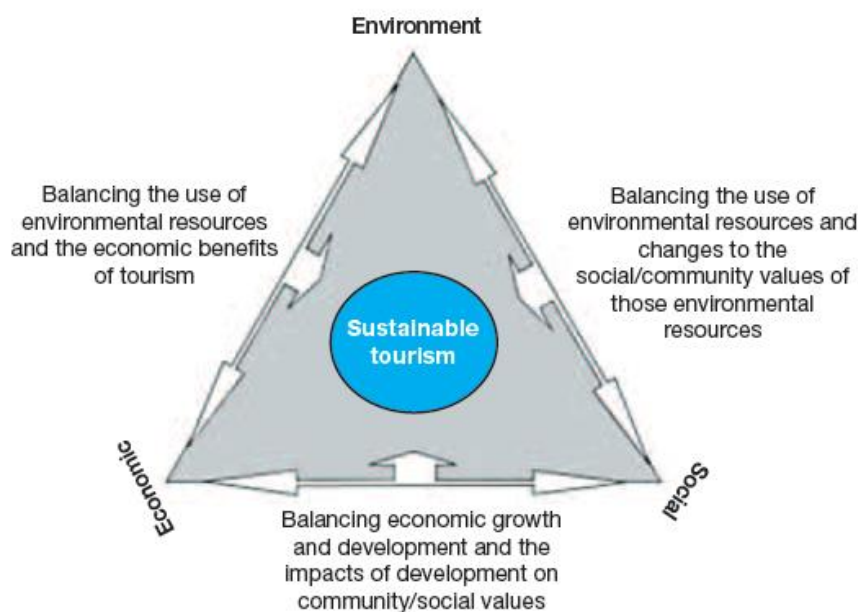 Environment
Balancing the use of
environmental resources
and the economic benefits
of tourism
Balancing the use of
environmental resources and
changes to the
social/community values of
those environmental
resources
Sustainable
tourism
Economic
Social
Balancing economic growth
and development and the
impacts of development on
community/social values